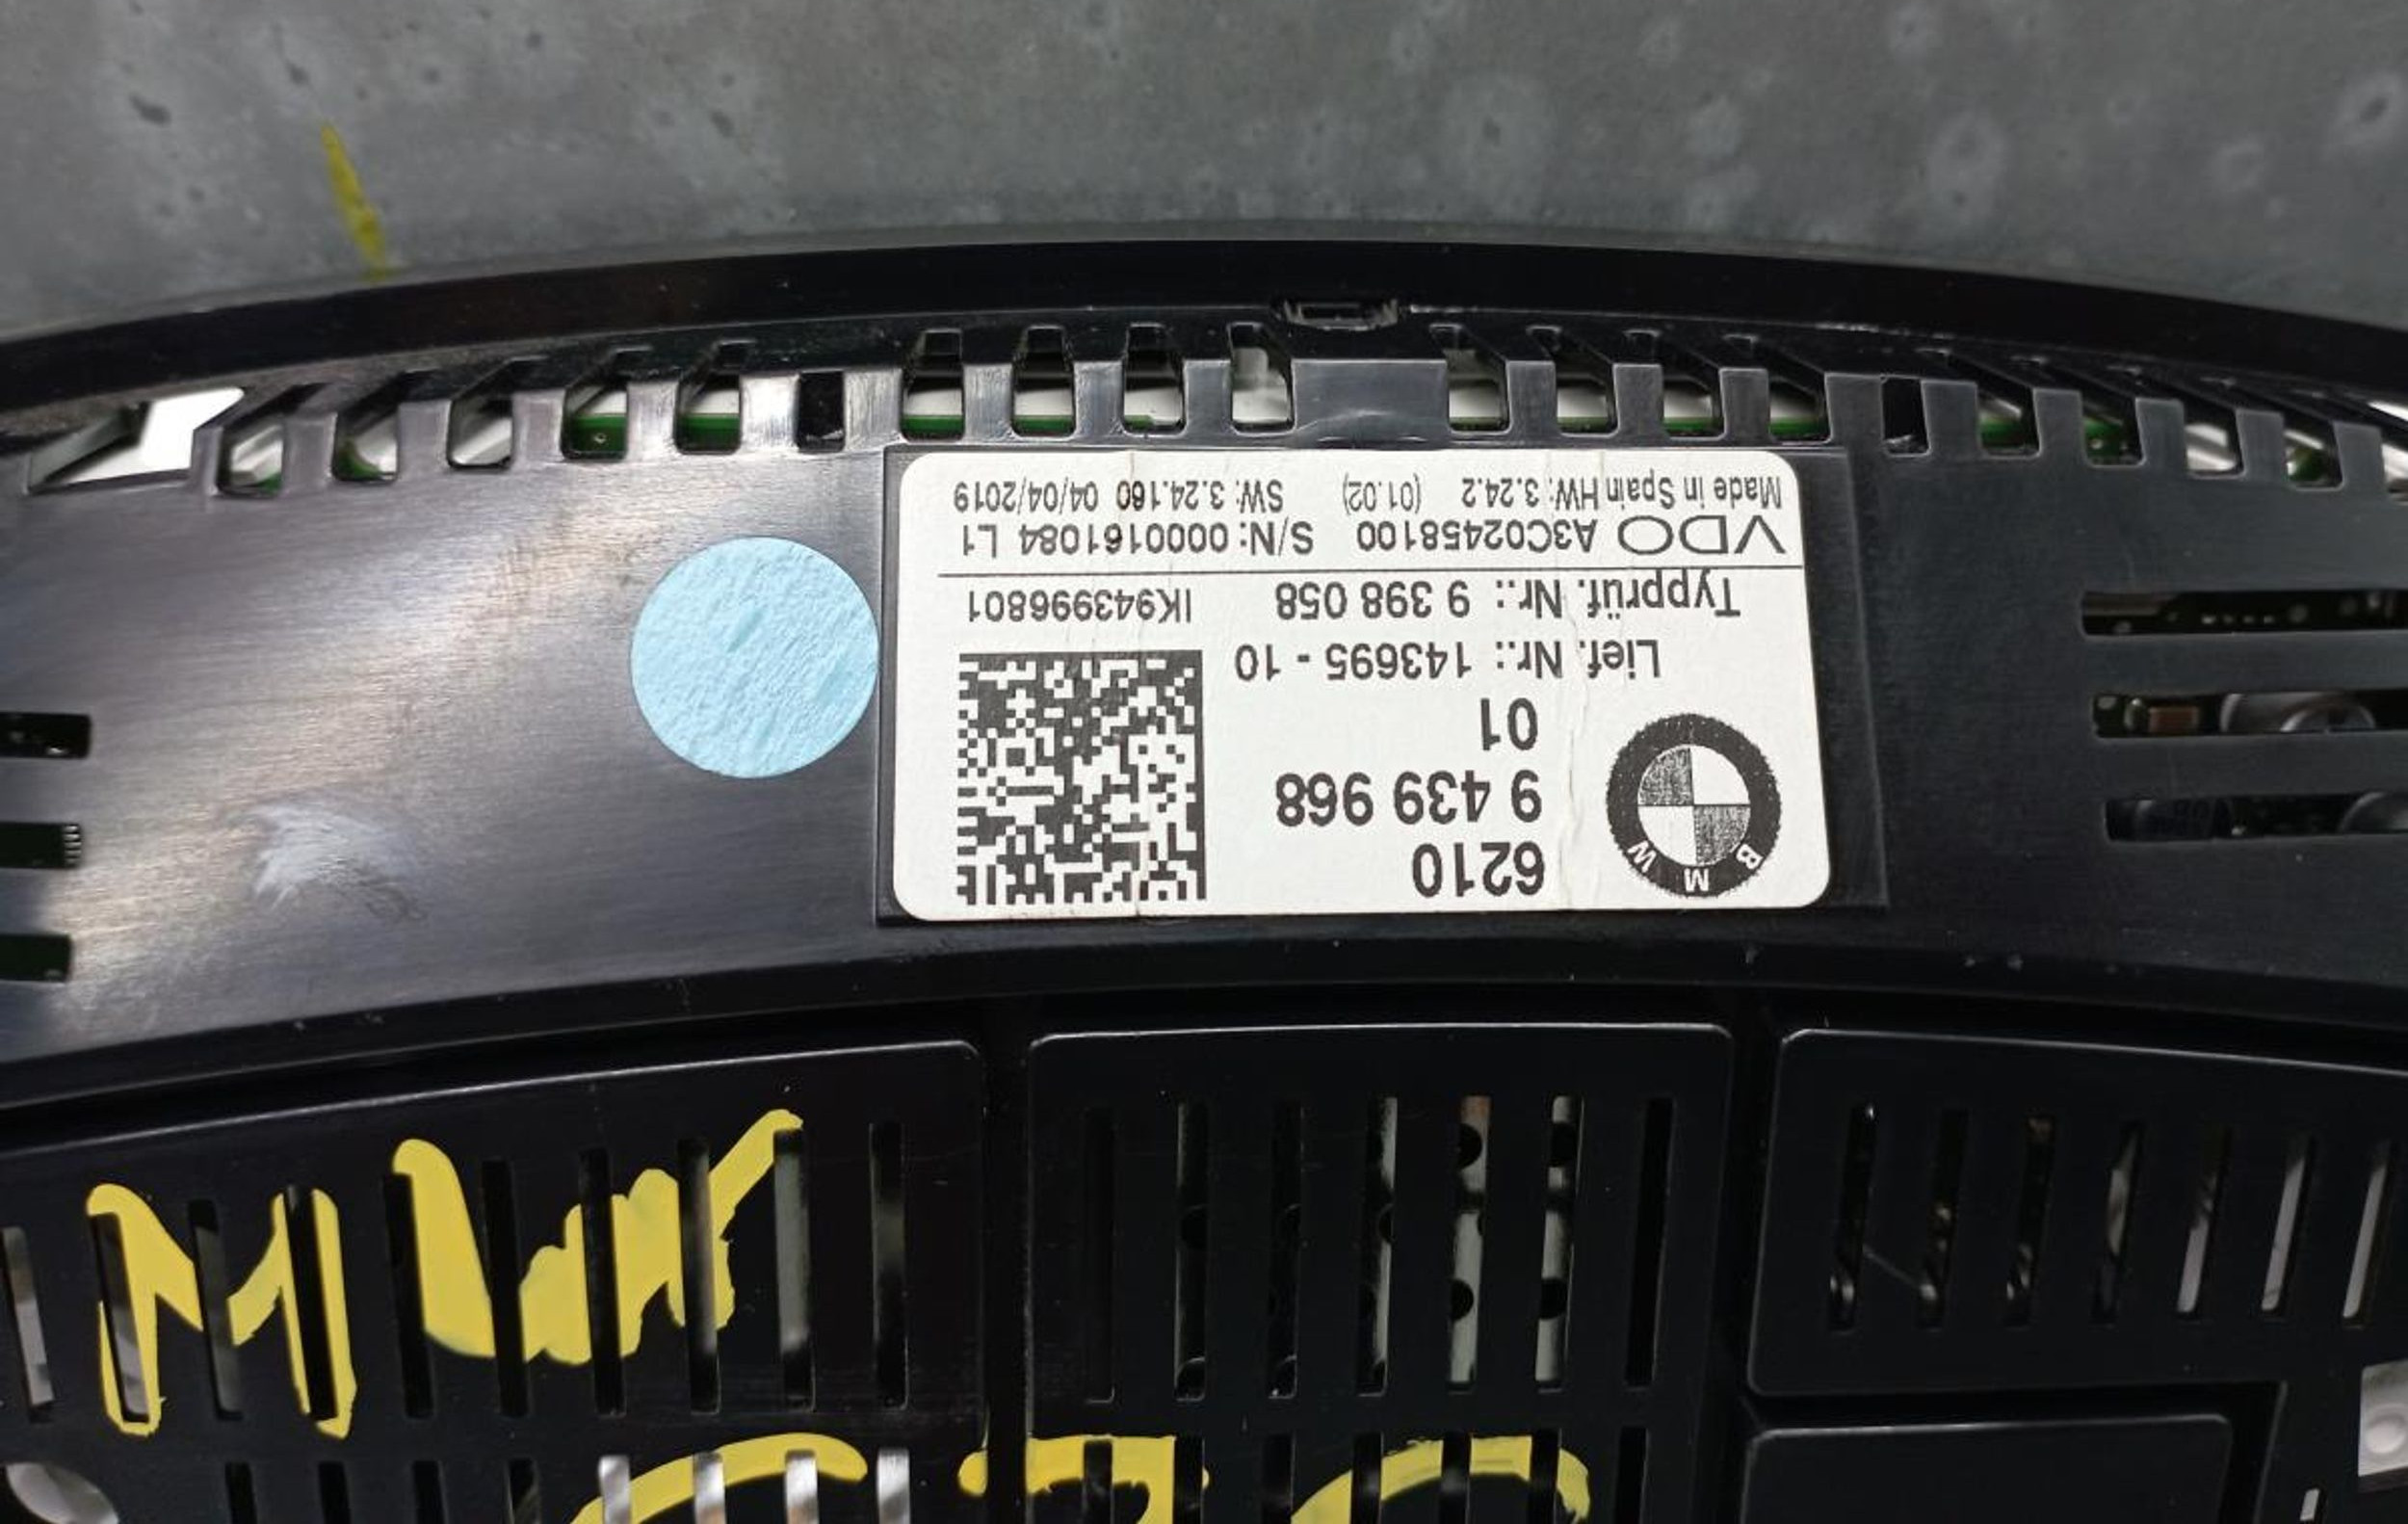 6210
9 439 968
01
B M W
Lief. Nr.: 143695 - 10
Typprüf. Nr.: 9 398 058 IK943996801
VDO A3C02458100 S/N: 0000161084 L1
Made in Spain HW: 3.24.2 (01.02) SW: 3.24.160 04/04/2019